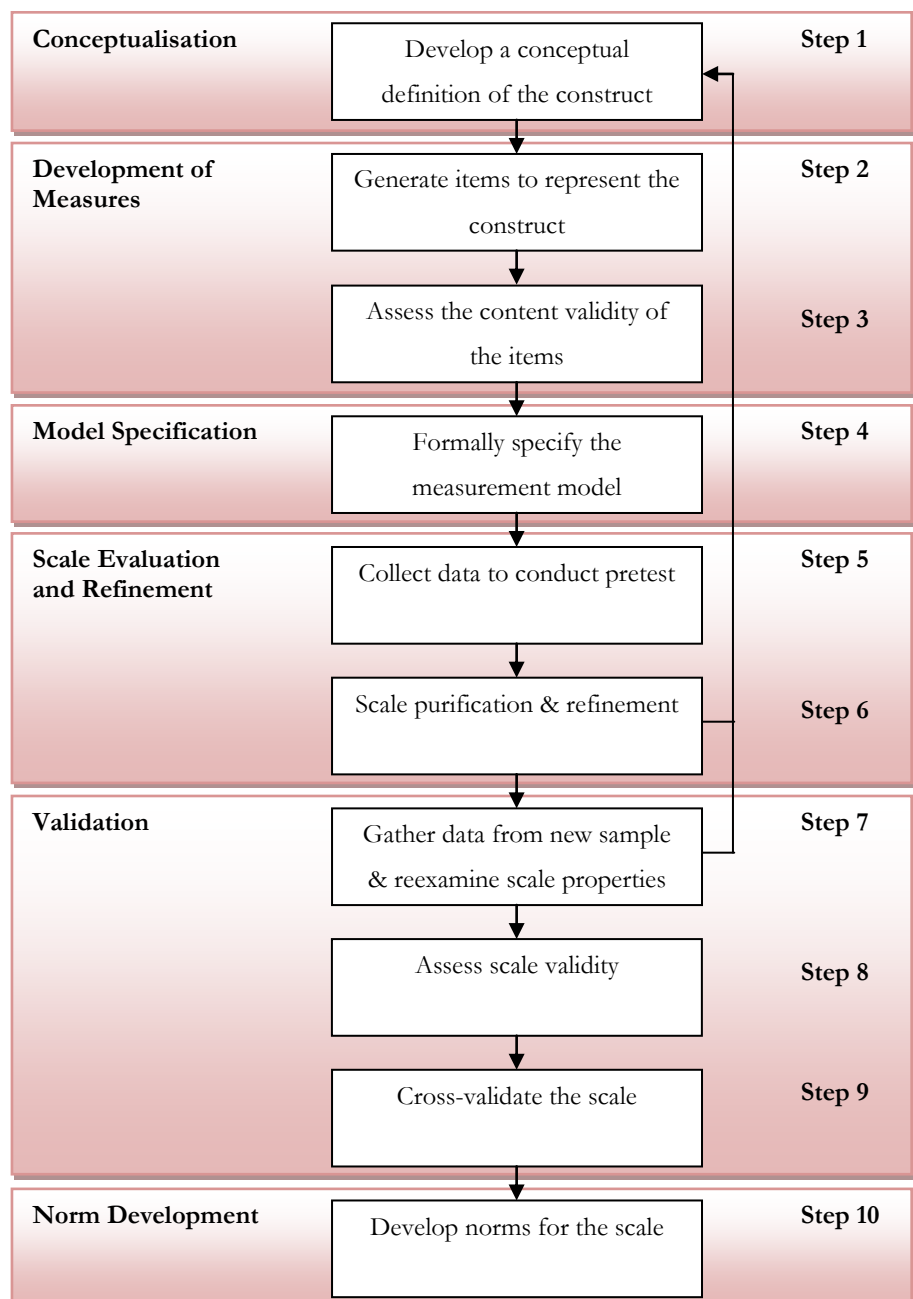 Conceptualisation
Develop a conceptual
definition of the construct
Step 1
Development of
Measures
Generate items to represent the
construct
Step 2
Assess the content validity of
the items
Step 3
Model Specification
Formally specify the
measurement model
Step 4
Scale Evaluation
and Refinement
Collect data to conduct pretest
Step 5
Scale purification & refinement
Step 6
Validation
Gather data from new sample
& reexamine scale properties
Step 7
Assess scale validity
Step 8
Cross-validate the scale
Step 9
Norm Development
Develop norms for the scale
Step 10